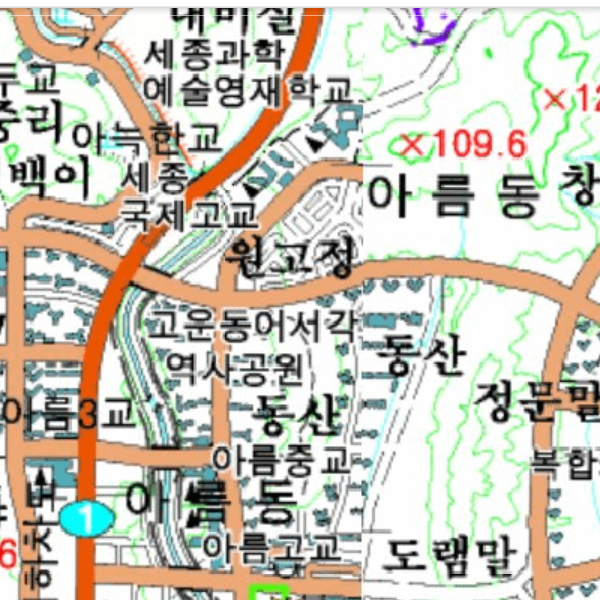 세종과학
예술영재학교
109.6
아늑한교
백이
세종
국제고교
아름동
원고정
고운동어서각
역사공원
동산
동산
정문말
아름3교
아름중교
아름동
1
아름고교
도램말